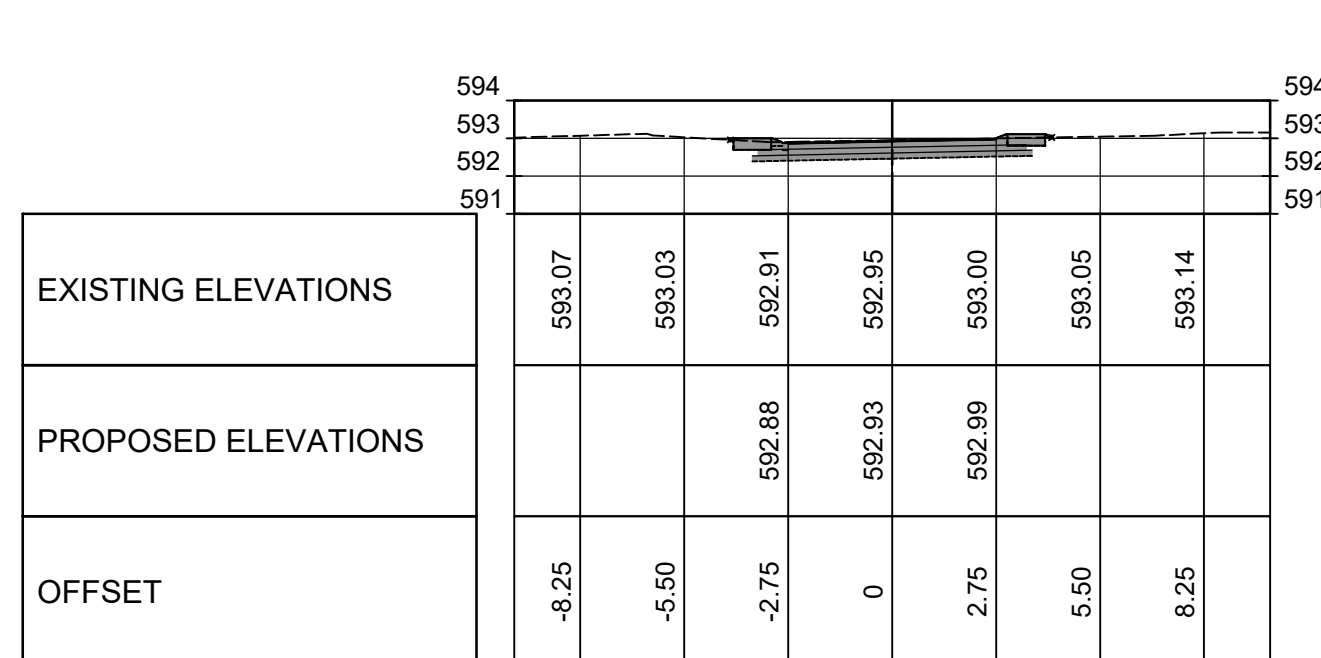 594 594
593 593
592 592
591 591
EXISTING ELEVATIONS 593.07 593.03 592.91 592.95 593.00 593.05 593.14
PROPOSED ELEVATIONS 592.88 592.93 592.99
OFFSET -8.25 -5.50 -2.75 0 2.75 5.50 8.25